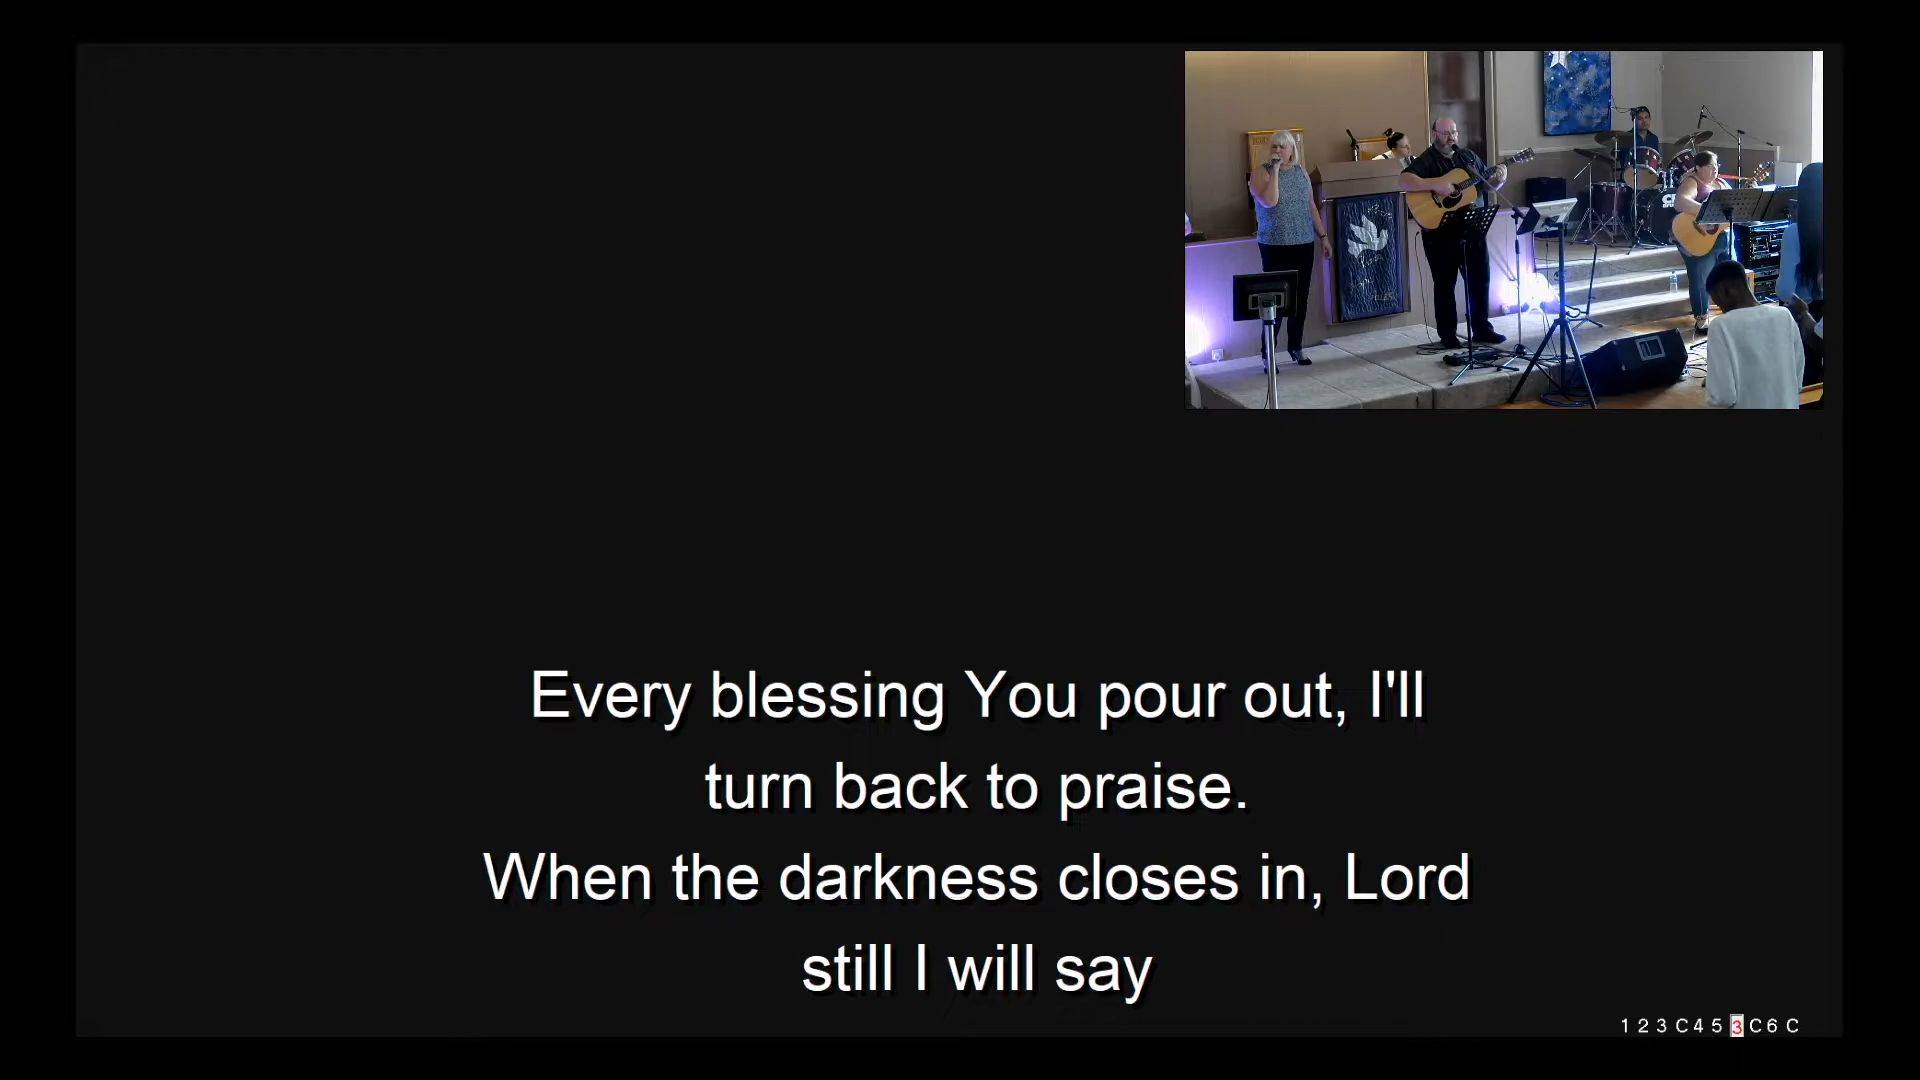 Every blessing You pour out, I'll
turn back to praise.
When the darkness closes in, Lord
still I will say
1 2 3 C 4 5 3 C 6 C